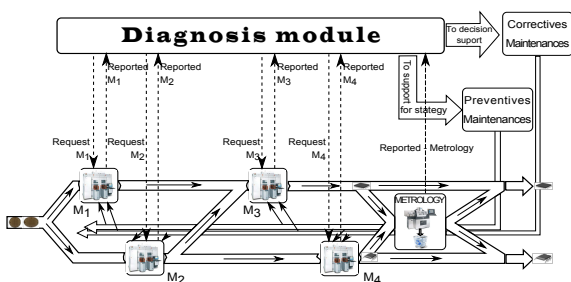 Diagnosis module
To decision
suport
Correctives
Maintenances
To support
for stategy
Preventives
Maintenances
Reported
M1
Reported
M2
Reported
M3
Reported
M4
Request
M1
Request
M2
Request
M3
Request
M4
Reported - Metrology
M1
M3
METROLOGY
M2
M4